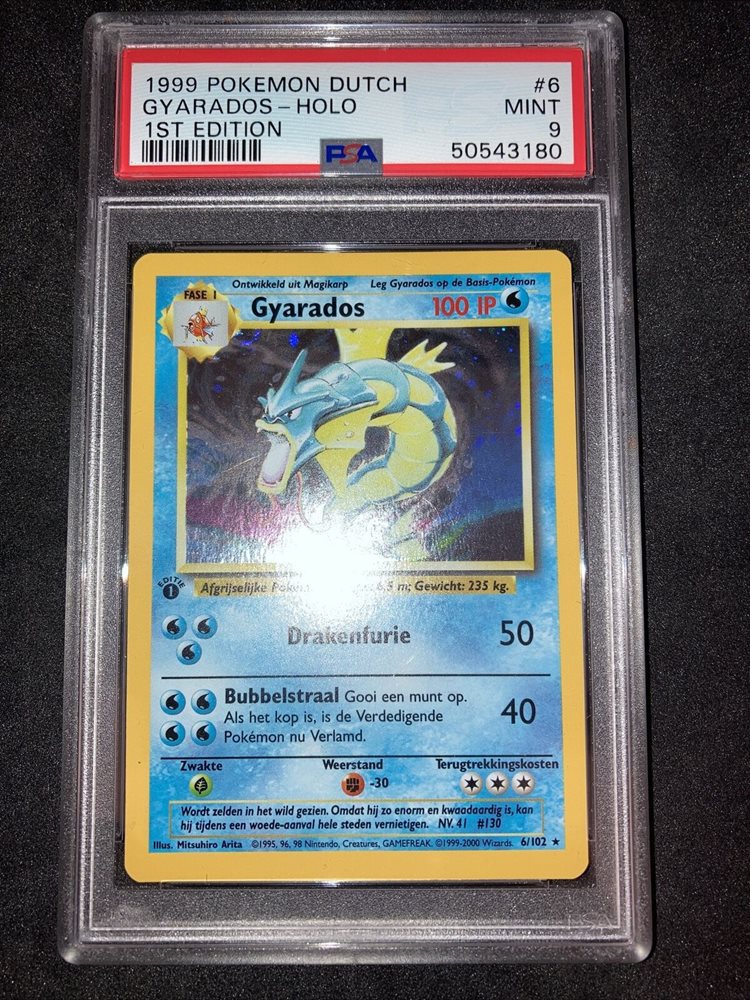 1999 POKEMON DUTCH #6
GYARADOS – HOLO MINT
1ST EDITION 9
PSA 50543180
Ontwikkeld uit Magikarp Leg Gyarados op de Basis-Pokémon
FASE 1
Gyarados 100 IP
EDITIE
1
Afgrijselijke 6,5 m; Gewicht: 235 kg.
Drakenfurie 50
Bubbelstraal Gooi een munt op.
Als het kop is, is de Verdedigende 40
Pokémon nu Verlamd.
Zwakte Weerstand Terugtrekkingskosten
-30
Wordt zelden in het wild gezien. Omdat hij zo enorm en kwaadaardig is, kan
hij tijdens een woede-aanval hele steden vernietigen. NV. 41 #130
Illus. Mitsuhiro Arita ©1995, 96, 98 Nintendo, Creatures, GAMEFREAK. ©1999-2000 Wizards. 6/102 ★